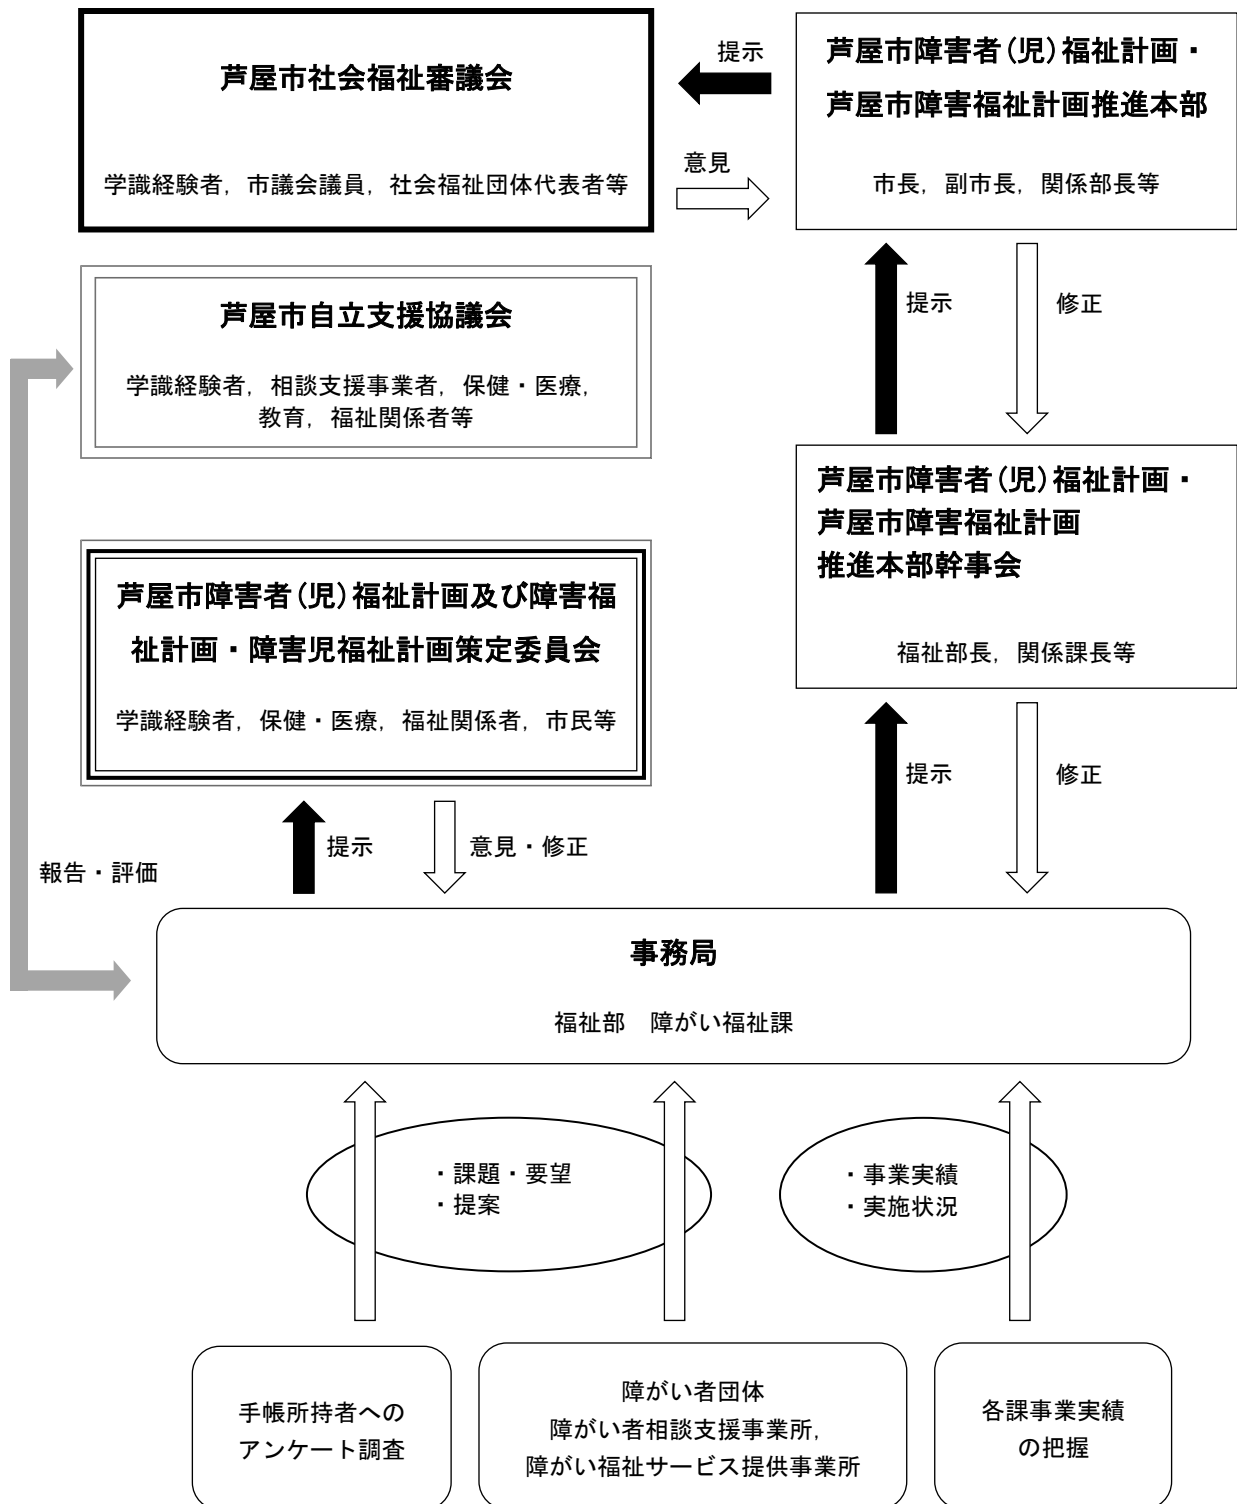 芦屋市社会福祉審議会
学識経験者，市議会議員，社会福祉団体代表者等
提示
意見
芦屋市障害者（児）福祉計画・
芦屋市障害福祉計画推進本部
市長，副市長，関係部長等
芦屋市自立支援協議会
学識経験者，相談支援事業者，保健・医療，
教育，福祉関係者等
提示
修正
芦屋市障害者（児）福祉計画・
芦屋市障害福祉計画
推進本部幹事会
福祉部長，関係課長等
芦屋市障害者（児）福祉計画及び障害福
祉計画・障害児福祉計画策定委員会
学識経験者，保健・医療，福祉関係者，市民等
提示
意見・修正
提示
修正
報告・評価
事務局
福祉部　障がい福祉課
・課題・要望
・提案
・事業実績
・実施状況
手帳所持者への
アンケート調査
障がい者団体
障がい者相談支援事業所，
障がい福祉サービス提供事業所
各課事業実績
の把握